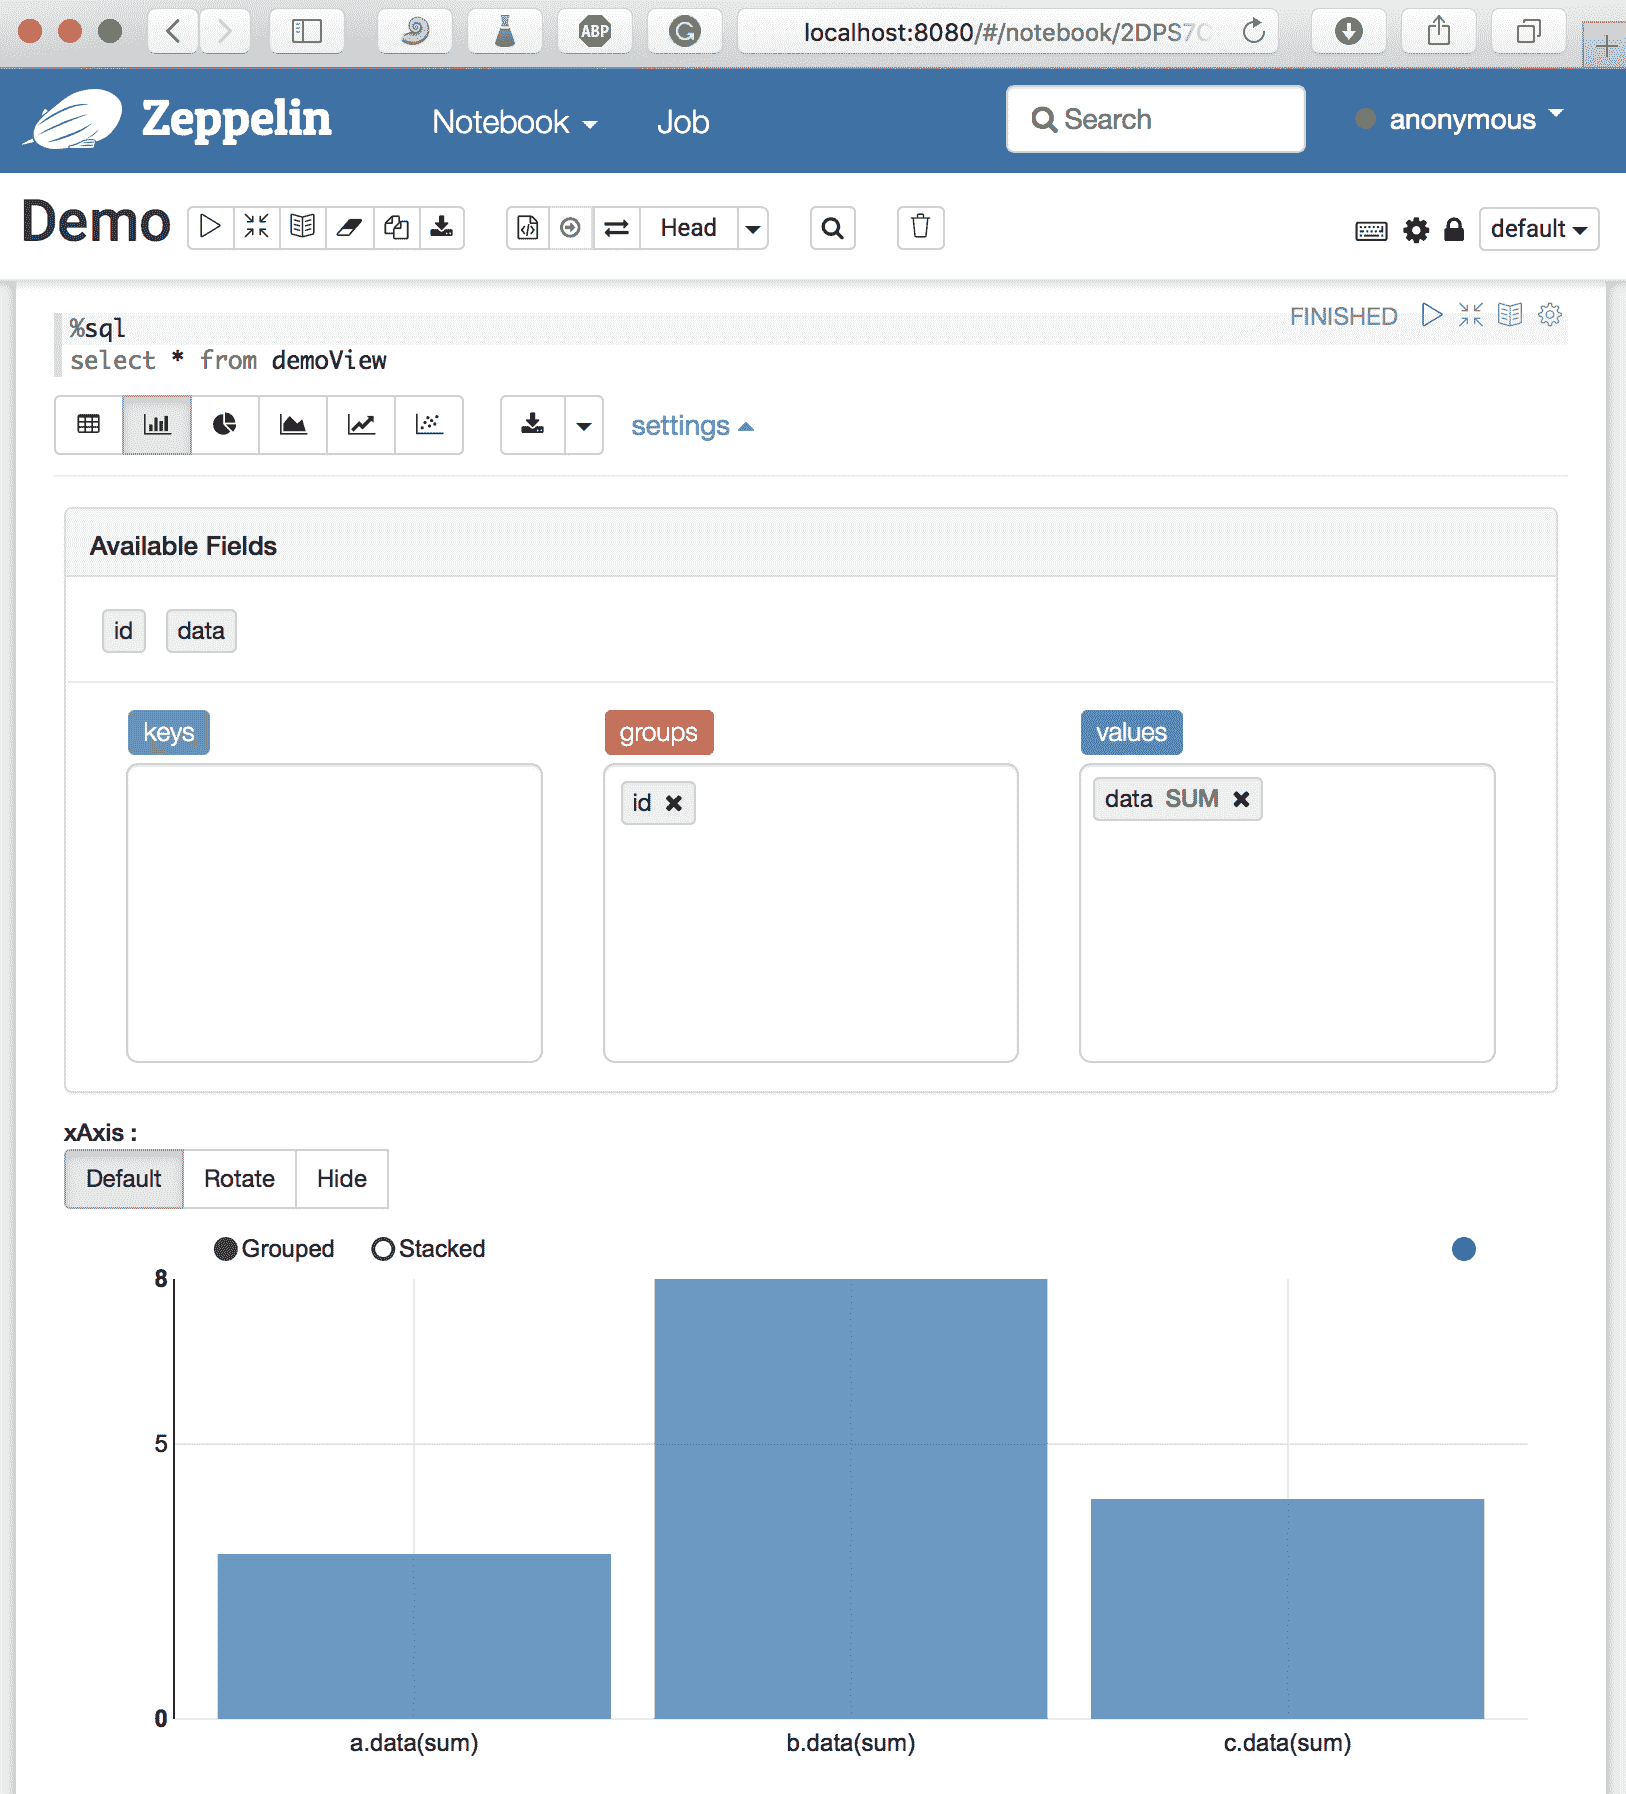 ABP
localhost:8080/#/notebook/2DPS7C
Zeppelin Notebook Job Search anonymous
Demo Head default
%sql FINISHED
select * from demoView
settings
Available Fields
id data
keys groups values
id data SUM
xAxis :
Default Rotate Hide
Grouped Stacked
8
5
0
a.data(sum) b.data(sum) c.data(sum)